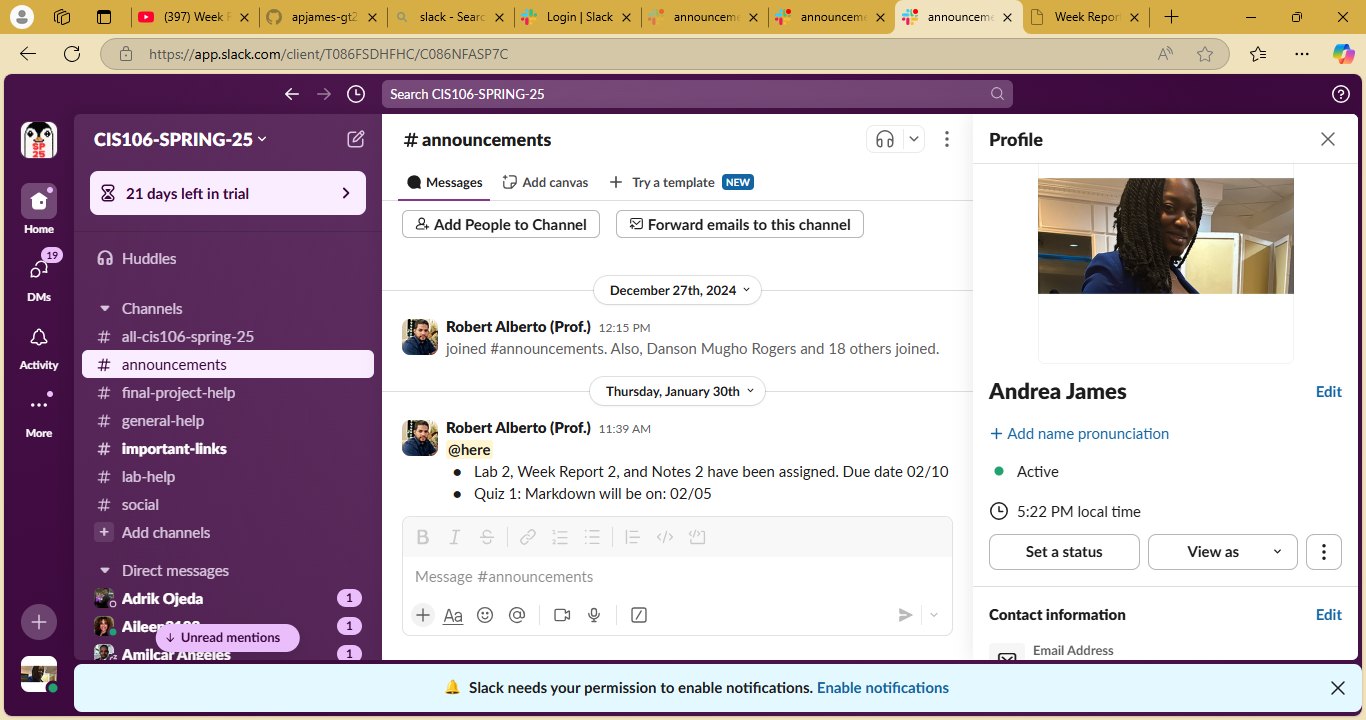 (397) Week F
apjames-gt2
slack - Searc
Login | Slack
announceme
announceme
announceme
Week Repor
https://app.slack.com/client/T086FSDHFHC/C086NFASP7C
Search CIS106-SPRING-25
SP
25
CIS106-SPRING-25
21 days left in trial
Home
19
DMs
Activity
More
Huddles
Channels
# all-cis106-spring-25
# announcements
# final-project-help
# general-help
# important-links
# lab-help
# social
+ Add channels
Direct messages
Adrik Ojeda 1
1
↓ Unread mentions
Amilcar Angeles 1
# announcements
Messages
Add canvas
+ Try a template NEW
Add People to Channel
Forward emails to this channel
December 27th, 2024
Robert Alberto (Prof.) 12:15 PM
joined #announcements. Also, Danson Mugho Rogers and 18 others joined.
Thursday, January 30th
Robert Alberto (Prof.) 11:39 AM
@here
• Lab 2, Week Report 2, and Notes 2 have been assigned. Due date 02/10
• Quiz 1: Markdown will be on: 02/05
B I S
Message #announcements
+ Aa @
Profile
Andrea James
Edit
+ Add name pronunciation
Active
5:22 PM local time
Set a status
View as
Contact information
Edit
Email Address
Slack needs your permission to enable notifications. Enable notifications